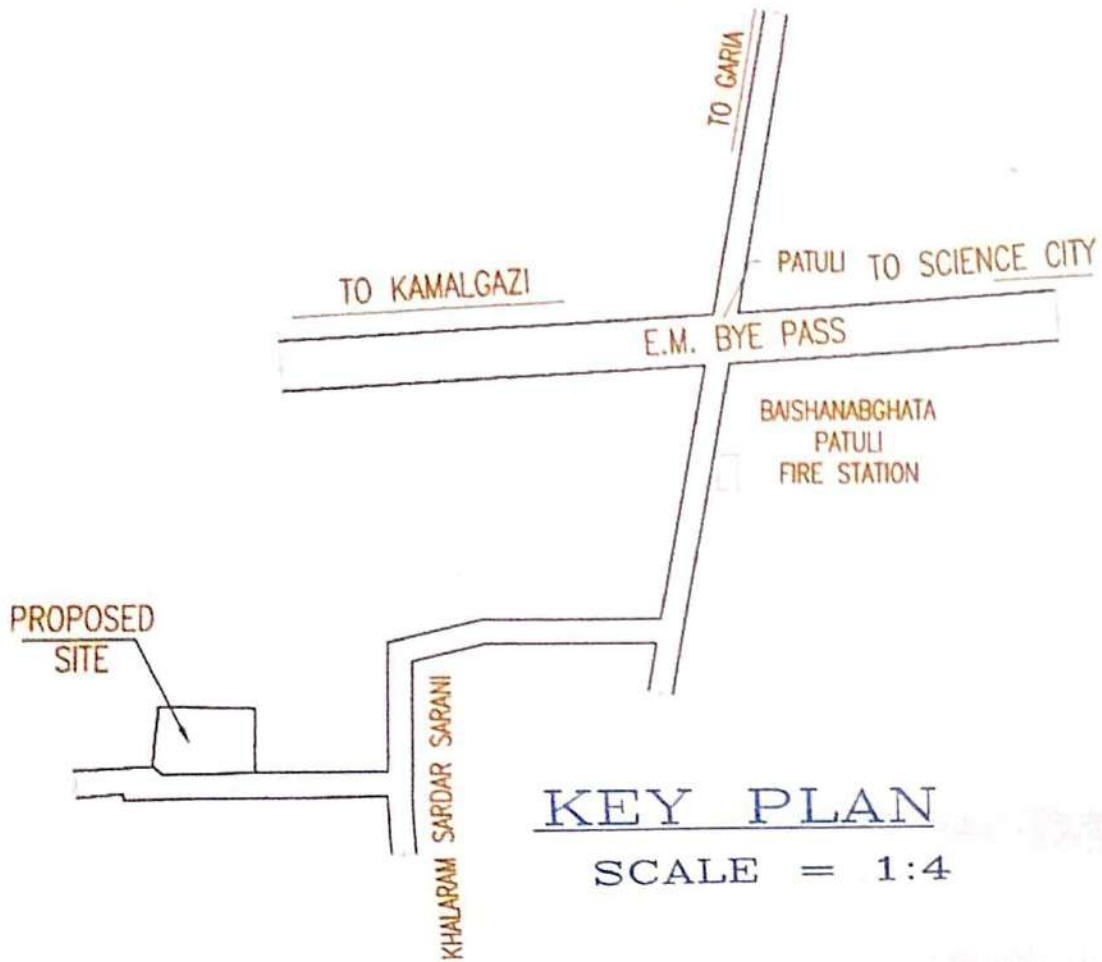 TO GARIA
PATULI
TO SCIENCE CITY
TO KAMALGAZI
E.M. BYE PASS
BAISHANABGHATA
PATULI
FIRE STATION
PROPOSED
SITE
KHALARAM SARDAR SARANI
KEY PLAN
SCALE = 1:4